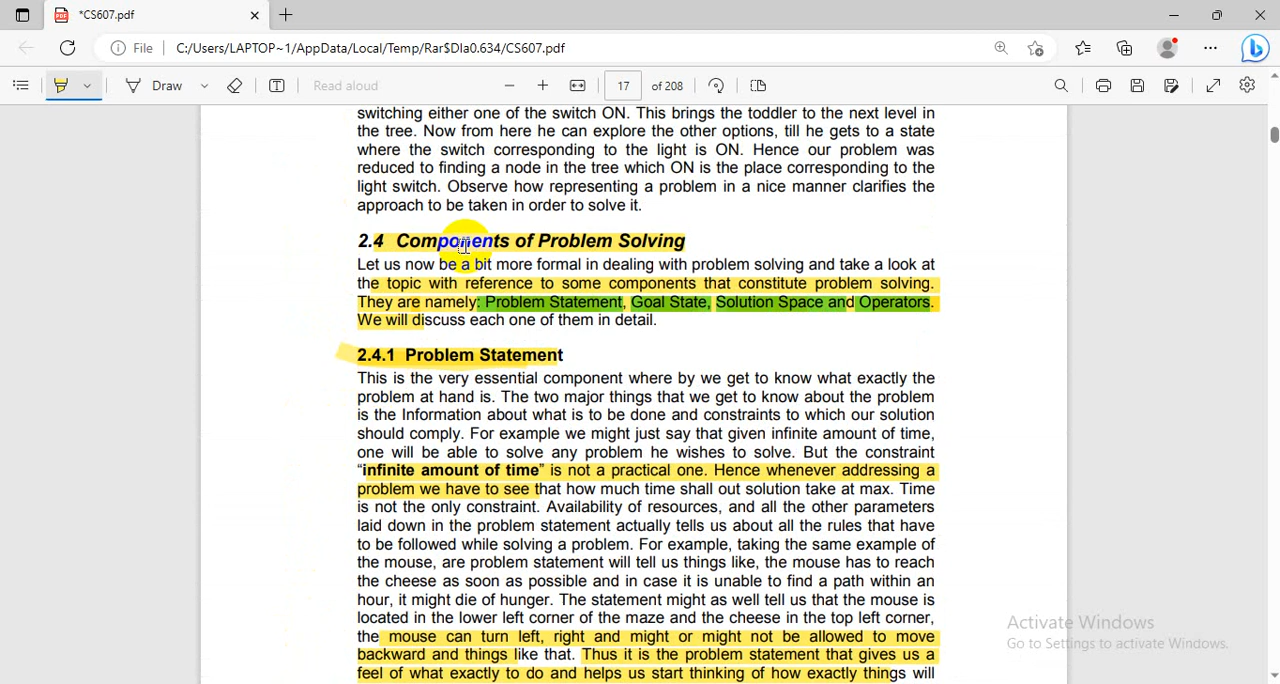 *CS607.pdf
File
C:/Users/LAPTOP~1/AppData/Local/Temp/Rar$DIa0.634/CS607.pdf
Draw
Read aloud
17
of 208
switching either one of the switch ON. This brings the toddler to the next level in
the tree. Now from here he can explore the other options, till he gets to a state
where the switch corresponding to the light is ON. Hence our problem was
reduced to finding a node in the tree which ON is the place corresponding to the
light switch. Observe how representing a problem in a nice manner clarifies the
approach to be taken in order to solve it.
2.4 Components of Problem Solving
Let us now be a bit more formal in dealing with problem solving and take a look at
the topic with reference to some components that constitute problem solving.
They are namely: Problem Statement, Goal State, Solution Space and Operators.
We will discuss each one of them in detail.
2.4.1 Problem Statement
This is the very essential component where by we get to know what exactly the
problem at hand is. The two major things that we get to know about the problem
is the Information about what is to be done and constraints to which our solution
should comply. For example we might just say that given infinite amount of time,
one will be able to solve any problem he wishes to solve. But the constraint
“infinite amount of time” is not a practical one. Hence whenever addressing a
problem we have to see that how much time shall out solution take at max. Time
is not the only constraint. Availability of resources, and all the other parameters
laid down in the problem statement actually tells us about all the rules that have
to be followed while solving a problem. For example, taking the same example of
the mouse, are problem statement will tell us things like, the mouse has to reach
the cheese as soon as possible and in case it is unable to find a path within an
hour, it might die of hunger. The statement might as well tell us that the mouse is
located in the lower left corner of the maze and the cheese in the top left corner,
the mouse can turn left, right and might or might not be allowed to move
backward and things like that. Thus it is the problem statement that gives us a
feel of what exactly to do and helps us start thinking of how exactly things will
Activate Windows
Go to Settings to activate Windows.